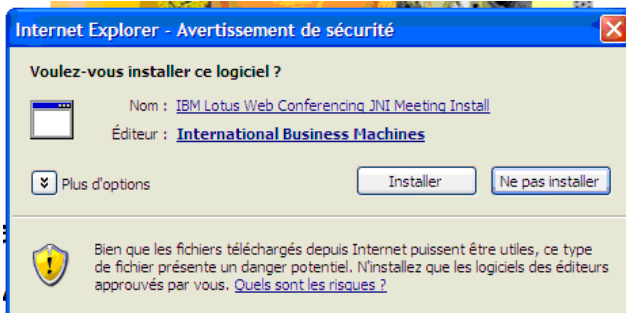 Internet Explorer - Avertissement de sécurité
Voulez-vous installer ce logiciel ?
Nom : IBM Lotus Web Conferencing JNI Meeting Install
Éditeur : International Business Machines
Plus d'options
Installer
Ne pas installer
Bien que les fichiers téléchargés depuis Internet puissent être utiles, ce type
de fichier présente un danger potentiel. N'installez que les logiciels des éditeurs
approuvés par vous. Quels sont les risques ?